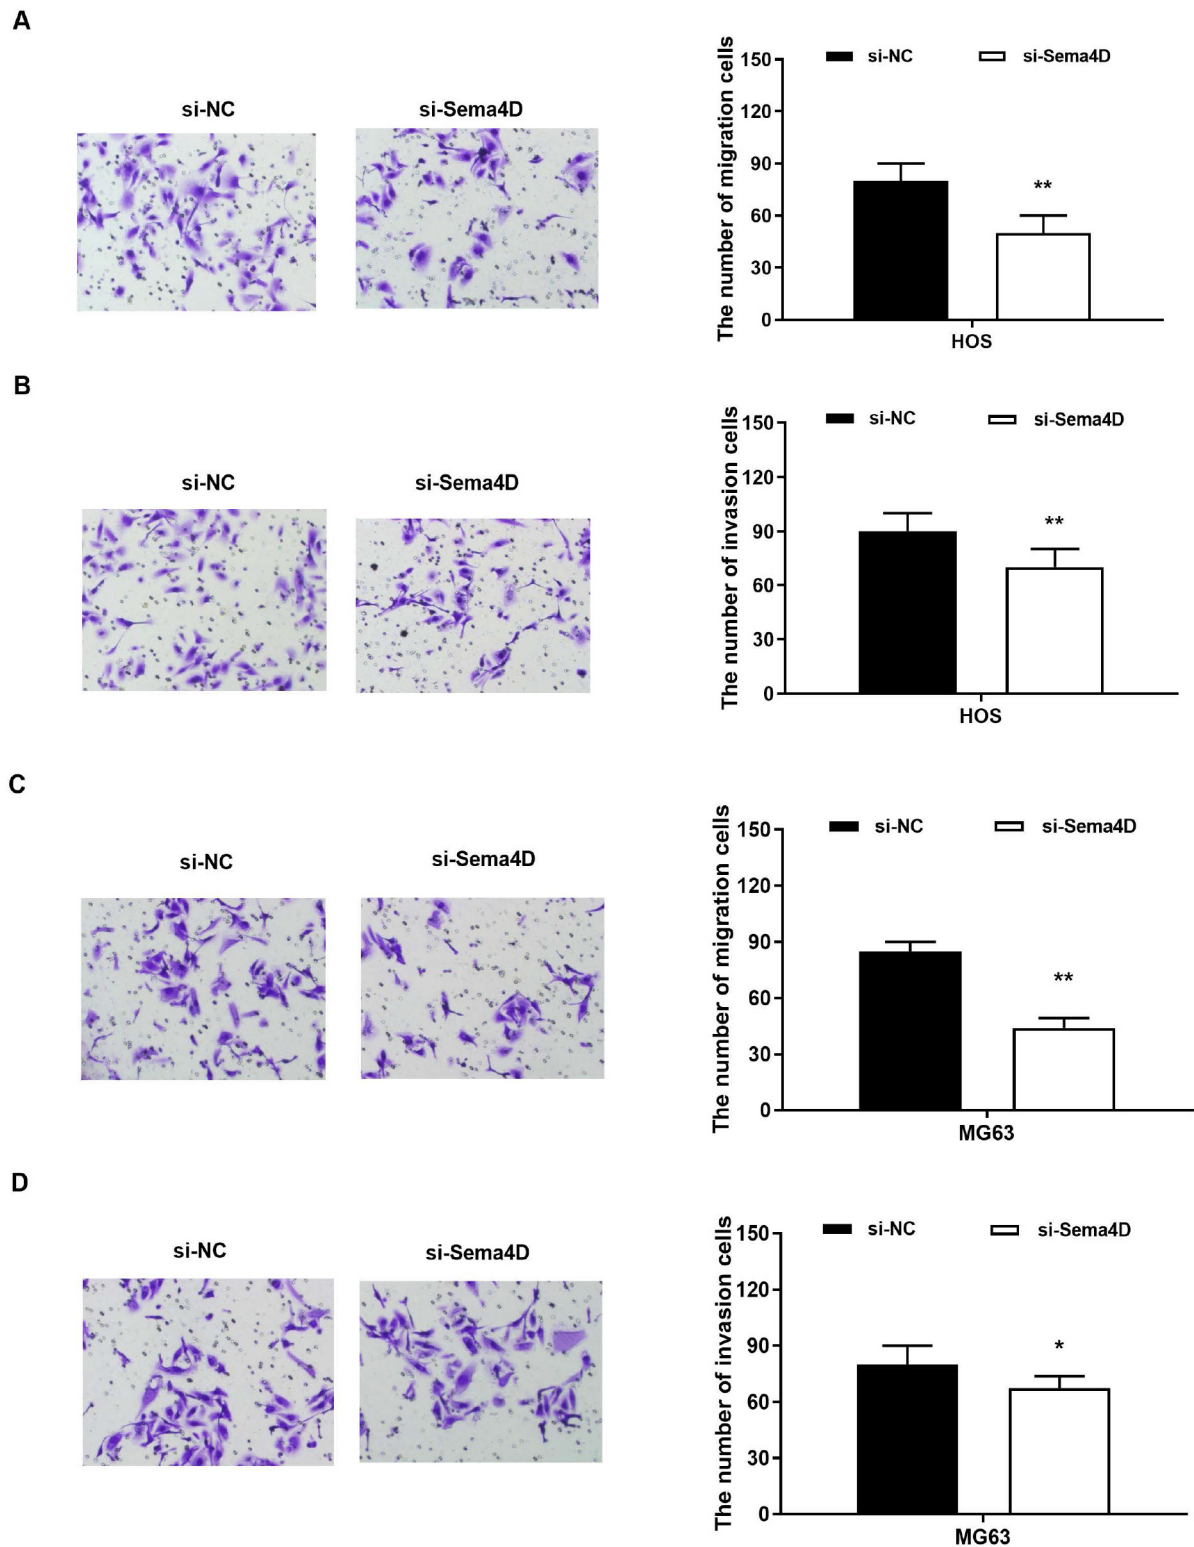 A
si-NC
si-Sema4D
The number of migration cells
150
120
90
60
30
0
si-NC
si-Sema4D
**
HOS
B
si-NC
si-Sema4D
The number of invasion cells
150
120
90
60
30
0
si-NC
si-Sema4D
**
HOS
C
si-NC
si-Sema4D
The number of migration cells
150
120
90
60
30
0
si-NC
si-Sema4D
**
MG63
D
si-NC
si-Sema4D
The number of invasion cells
150
120
90
60
30
0
si-NC
si-Sema4D
*
MG63